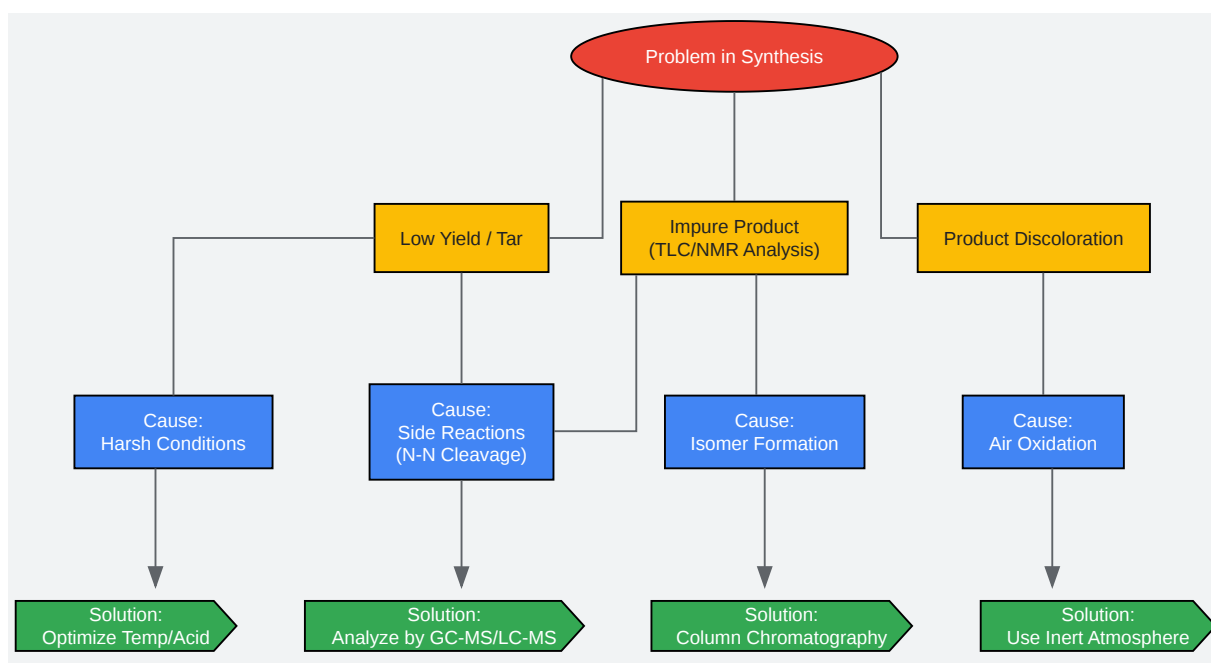 Problem in Synthesis
Low Yield / Tar
Impure Product
(TLC/NMR Analysis)
Product Discoloration
Cause:
Harsh Conditions
Cause:
Side Reactions
(N-N Cleavage)
Cause:
Isomer Formation
Cause:
Air Oxidation
Solution:
Optimize Temp/Acid
Solution:
Analyze by GC-MS/LC-MS
Solution:
Column Chromatography
Solution:
Use Inert Atmosphere